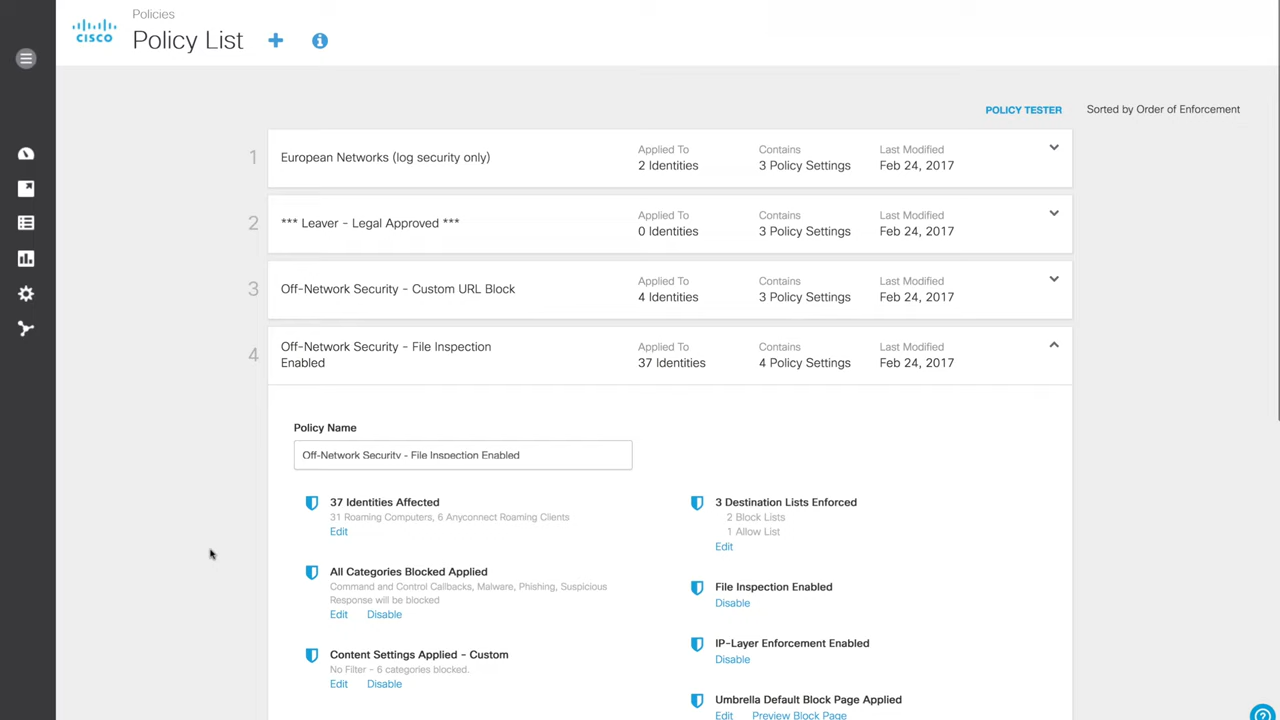 Policies
CISCO
Policy List
POLICY TESTER
Sorted by Order of Enforcement
1
European Networks (log security only)
Applied To
2 Identities
Contains
3 Policy Settings
Last Modified
Feb 24, 2017
2
*** Leaver - Legal Approved ***
Applied To
0 Identities
Contains
3 Policy Settings
Last Modified
Feb 24, 2017
3
Off-Network Security - Custom URL Block
Applied To
4 Identities
Contains
3 Policy Settings
Last Modified
Feb 24, 2017
4
Off-Network Security - File Inspection
Enabled
Applied To
37 Identities
Contains
4 Policy Settings
Last Modified
Feb 24, 2017
Policy Name
Off-Network Security - File Inspection Enabled
37 Identities Affected
31 Roaming Computers, 6 Anyconnect Roaming Clients
Edit
All Categories Blocked Applied
Command and Control Callbacks, Malware, Phishing, Suspicious
Response will be blocked
Edit Disable
Content Settings Applied - Custom
No Filter - 6 categories blocked.
Edit Disable
3 Destination Lists Enforced
2 Block Lists
1 Allow List
Edit
File Inspection Enabled
Disable
IP-Layer Enforcement Enabled
Disable
Umbrella Default Block Page Applied
Edit Preview Block Page